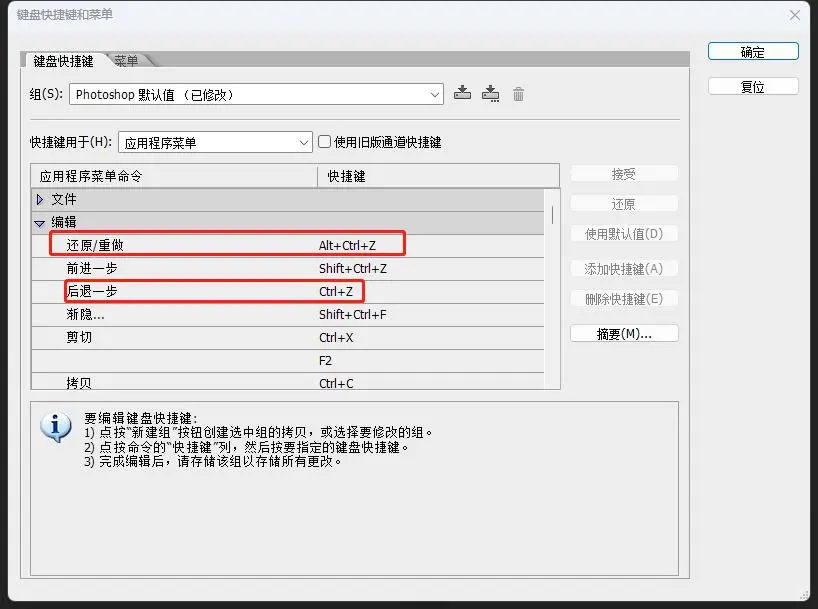 键盘快捷键和菜单
确定
键盘快捷键 菜单
组(S): Photoshop 默认值 （已修改）
复位
快捷键用于(H): 应用程序菜单 使用旧版通道快捷键
应用程序菜单命令 快捷键
接受
文件
还原
编辑
使用默认值(D)
还原/重做 Alt+Ctrl+Z
前进一步 Shift+Ctrl+Z
添加快捷键(A)
后退一步 Ctrl+Z
删除快捷键(E)
渐隐... Shift+Ctrl+F
剪切 Ctrl+X
摘要(M)...
F2
拷贝 Ctrl+C
要编辑键盘快捷键:
1) 点按“新建组”按钮创建选中组的拷贝，或选择要修改的组。
2) 点按命令的“快捷键”列，然后按要指定的键盘快捷键。
3) 完成编辑后，请存储该组以存储所有更改。